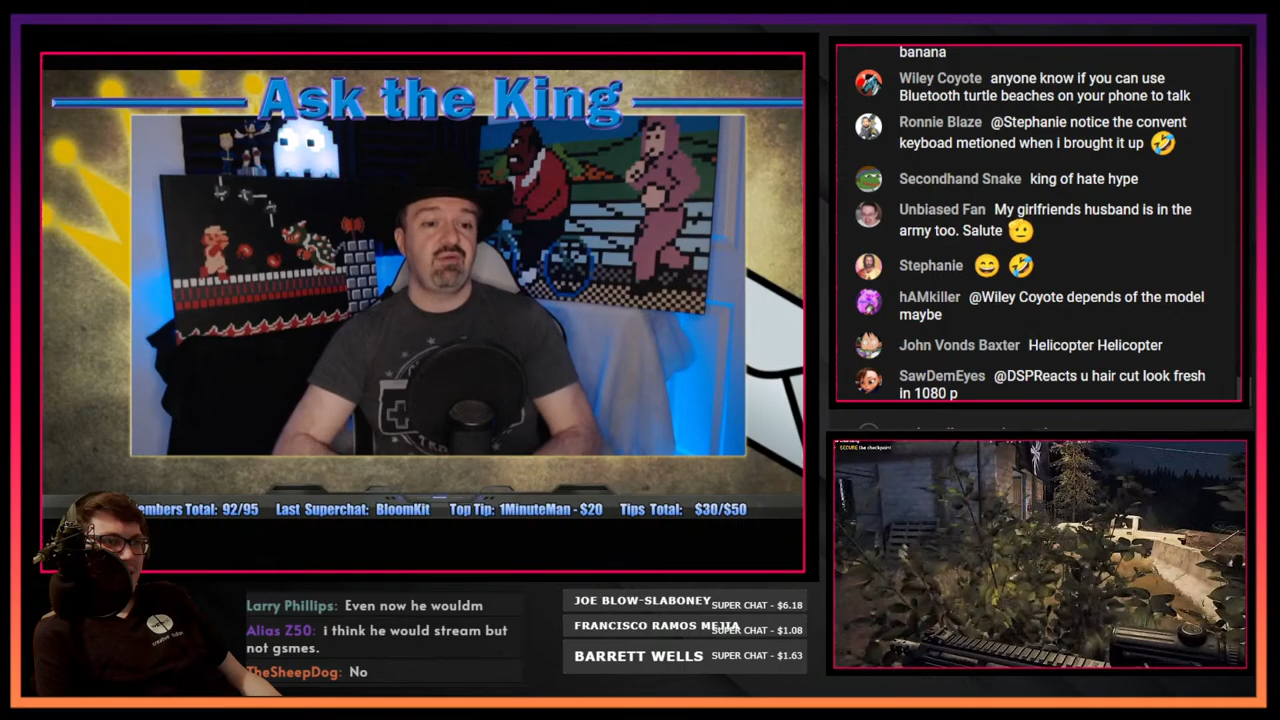 Ask the King
embers Total: 92/95 Last Superchat: BloomKit Top Tip: 1MinuteMan - $20 Tips Total: $30/$50
banana
Wiley Coyote anyone know if you can use
Bluetooth turtle beaches on your phone to talk
Ronnie Blaze @Stephanie notice the convent
keyboad metioned when i brought it up 🤣
Secondhand Snake king of hate hype
Unbiased Fan My girlfriends husband is in the
army too. Salute 🫡
Stephanie 😄 🤣
hAMkiller @Wiley Coyote depends of the model
maybe
John Vonds Baxter Helicopter Helicopter
SawDemEyes @DSPReacts u hair cut look fresh
in 1080 p
SECURE the checkpoint
Larry Phillips: Even now he wouldm
Alias Z50: i think he would stream but
not gsmes.
TheSheepDog: No
JOE BLOW-SLABONEY SUPER CHAT - $6.18
FRANCISCO RAMOS MEJIA SUPER CHAT - $1.08
BARRETT WELLS SUPER CHAT - $1.63